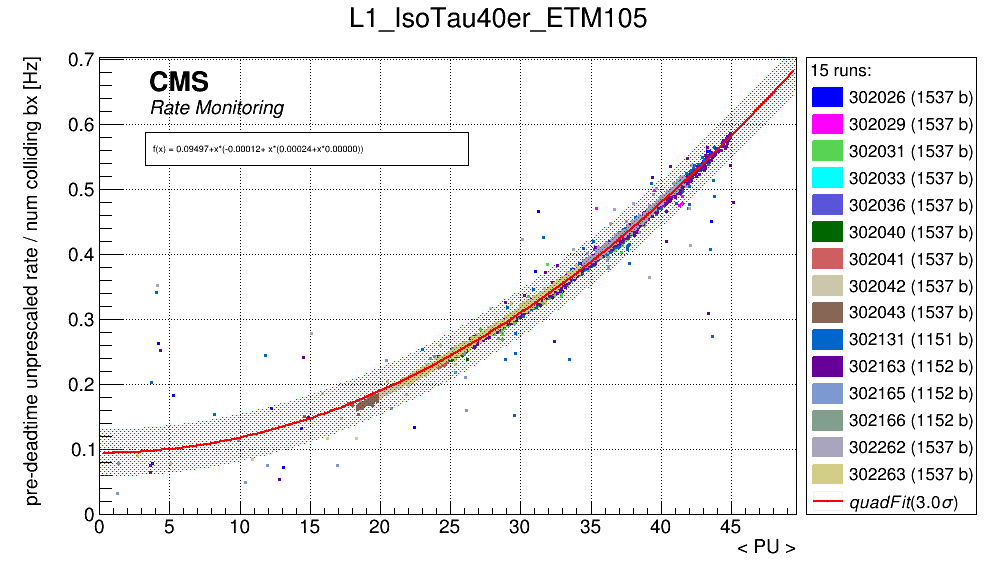 L1_IsoTau40er_ETM105
pre-deadtime unprescaled rate / num colliding bx [Hz]
0.7
0.6
0.5
0.4
0.3
0.2
0.1
0
CMS
Rate Monitoring
f(x) = 0.09497+x*(-0.00012+ x*(0.00024+x*0.00000))
0 5 10 15 20 25 30 35 40 45
< PU >
15 runs:
302026 (1537 b)
302029 (1537 b)
302031 (1537 b)
302033 (1537 b)
302036 (1537 b)
302040 (1537 b)
302041 (1537 b)
302042 (1537 b)
302043 (1537 b)
302131 (1151 b)
302163 (1152 b)
302165 (1152 b)
302166 (1152 b)
302262 (1537 b)
302263 (1537 b)
quadFit(3.0σ)